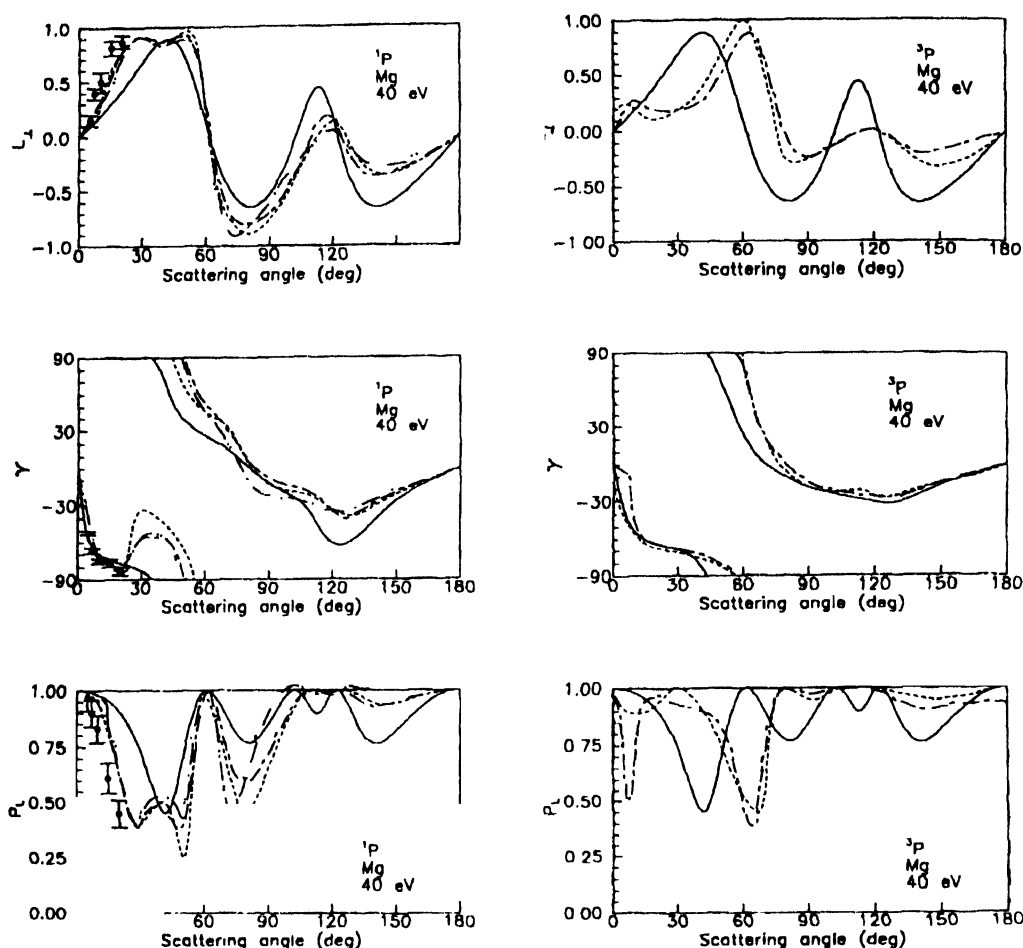 1.0
0.5
0.0
−0.5
−1.0
L⊥
0
30
60
90
120
180
Scattering angle (deg)
¹P
Mg
40 eV
1.00
0.50
0.00
−0.50
−1 00
0
30
60
90
120
150
180
Scattering angle (deg)
³P
Mg
40 eV
90
30
−30
−90
γ
0
30
60
90
120
180
Scattering angle (deg)
¹P
Mg
40 eV
90
30
−30
−90
γ
0
30
60
90
120
150
180
Scattering angle (deg)
³P
Mg
40 eV
1.00
0.75
0.50
0.25
0.00
P_L
60
90
120
150
180
Scattering angle (deg)
¹P
Mg
40 eV
1.00
0.75
0.50
0 25
0 00
P_L
0
30
60
90
120
150
180
Scattering angle (deg)
³P
Mg
40 eV